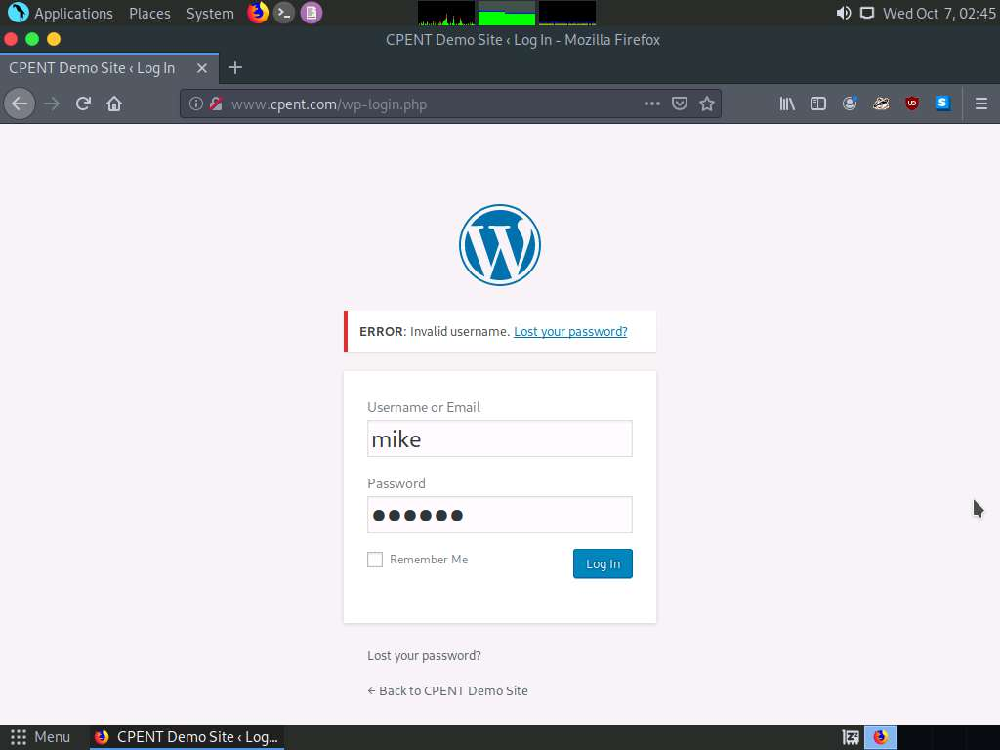 Applications Places System Wed Oct 7, 02:45
CPENT Demo Site ‹ Log In - Mozilla Firefox
CPENT Demo Site ‹ Log In
www.cpent.com/wp-login.php
ERROR: Invalid username. Lost your password?
Username or Email
mike
Password
Remember Me Log In
Lost your password?
← Back to CPENT Demo Site
Menu CPENT Demo Site ‹ Log...